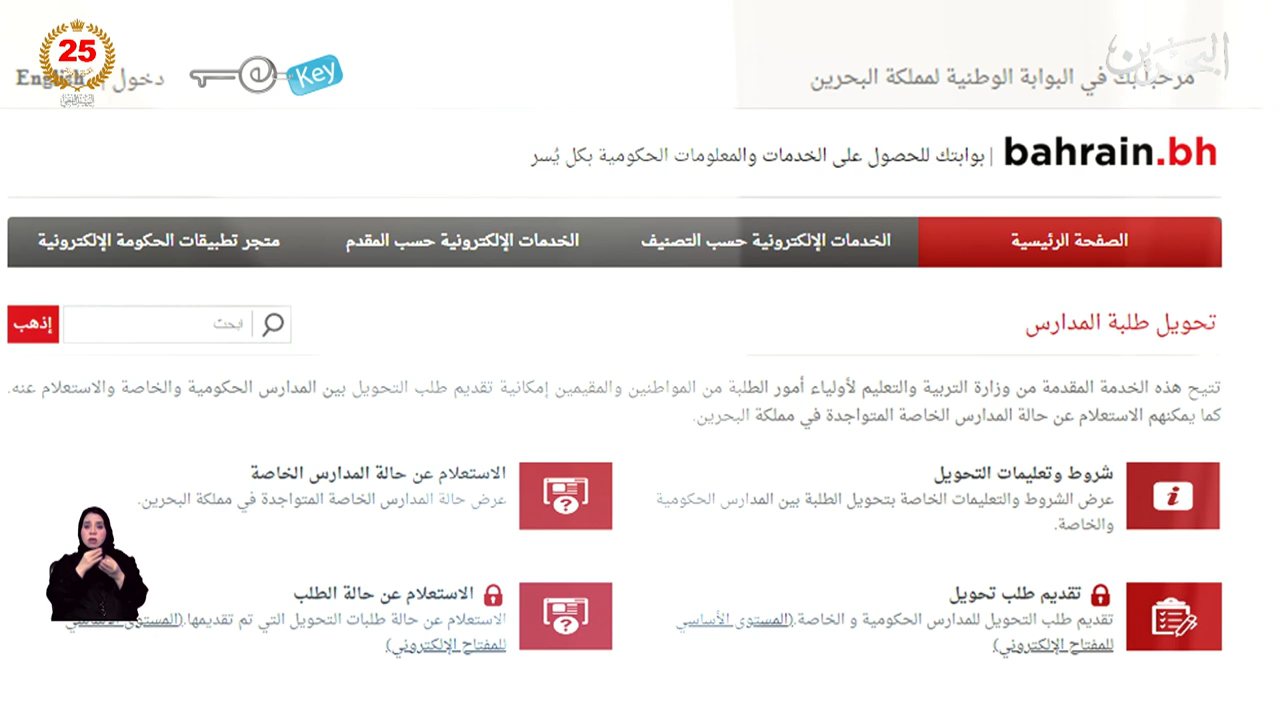 البحرين
مرحباً بك في البوابة الوطنية لمملكة البحرين
Key
دخول | English
25
bahrain.bh | بوابتك للحصول على الخدمات والمعلومات الحكومية بكل يُسر
الصفحة الرئيسية
الخدمات الإلكترونية حسب التصنيف
الخدمات الإلكترونية حسب المقدم
متجر تطبيقات الحكومة الإلكترونية
تحويل طلبة المدارس
ابحث
إذهب
تتيح هذه الخدمة المقدمة من وزارة التربية والتعليم لأولياء أمور الطلبة من المواطنين والمقيمين إمكانية تقديم طلب التحويل بين المدارس الحكومية والخاصة والاستعلام عنه.
كما يمكنهم الاستعلام عن حالة المدارس الخاصة المتواجدة في مملكة البحرين.
شروط وتعليمات التحويل
عرض الشروط والتعليمات الخاصة بتحويل الطلبة بين المدارس الحكومية
والخاصة.
الاستعلام عن حالة المدارس الخاصة
عرض حالة المدارس الخاصة المتواجدة في مملكة البحرين.
تقديم طلب تحويل
تقديم طلب التحويل للمدارس الحكومية و الخاصة.(المستوى الأساسي
للمفتاح الإلكتروني)
الاستعلام عن حالة الطلب
الاستعلام عن حالة طلبات التحويل التي تم تقديمها.(المستوى الأساسي
للمفتاح الإلكتروني)